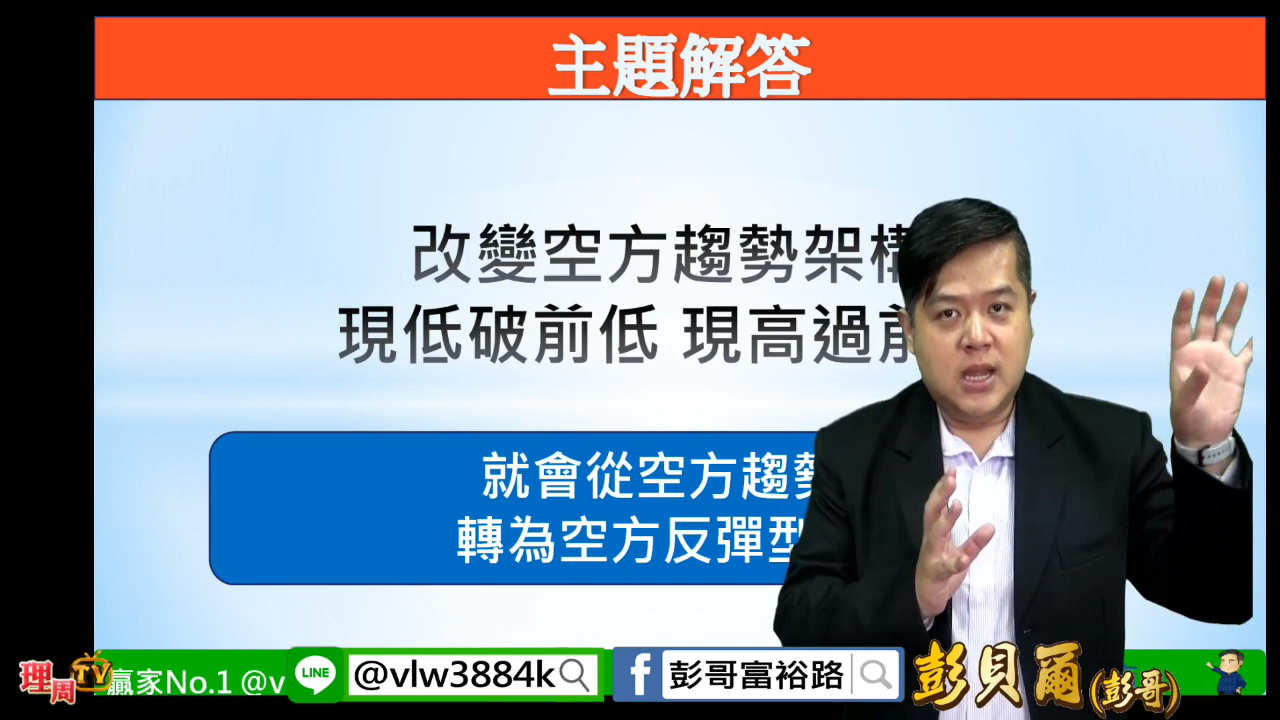 主題解答
改變空方趨勢架構
現低破前低 現高過前
就會從空方趨勢
轉為空方反彈型
理周TV
贏家No.1 @v
LINE
@vlw3884k
f 彭哥富裕路
彭貝爾(彭哥)